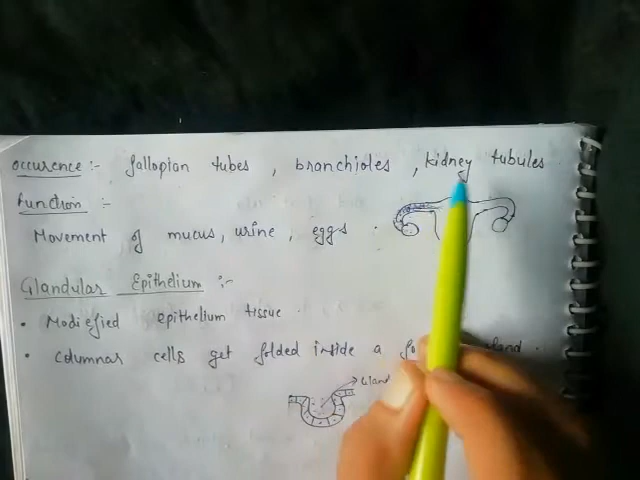 Occurence :- fallopian tubes , bronchioles , kidney tubules
function :-
Movement of mucus, urine, eggs .
Glandular Epithelium :-
• Modiefied epithelium tissue .
• Columnar cells get folded inside a
Gland